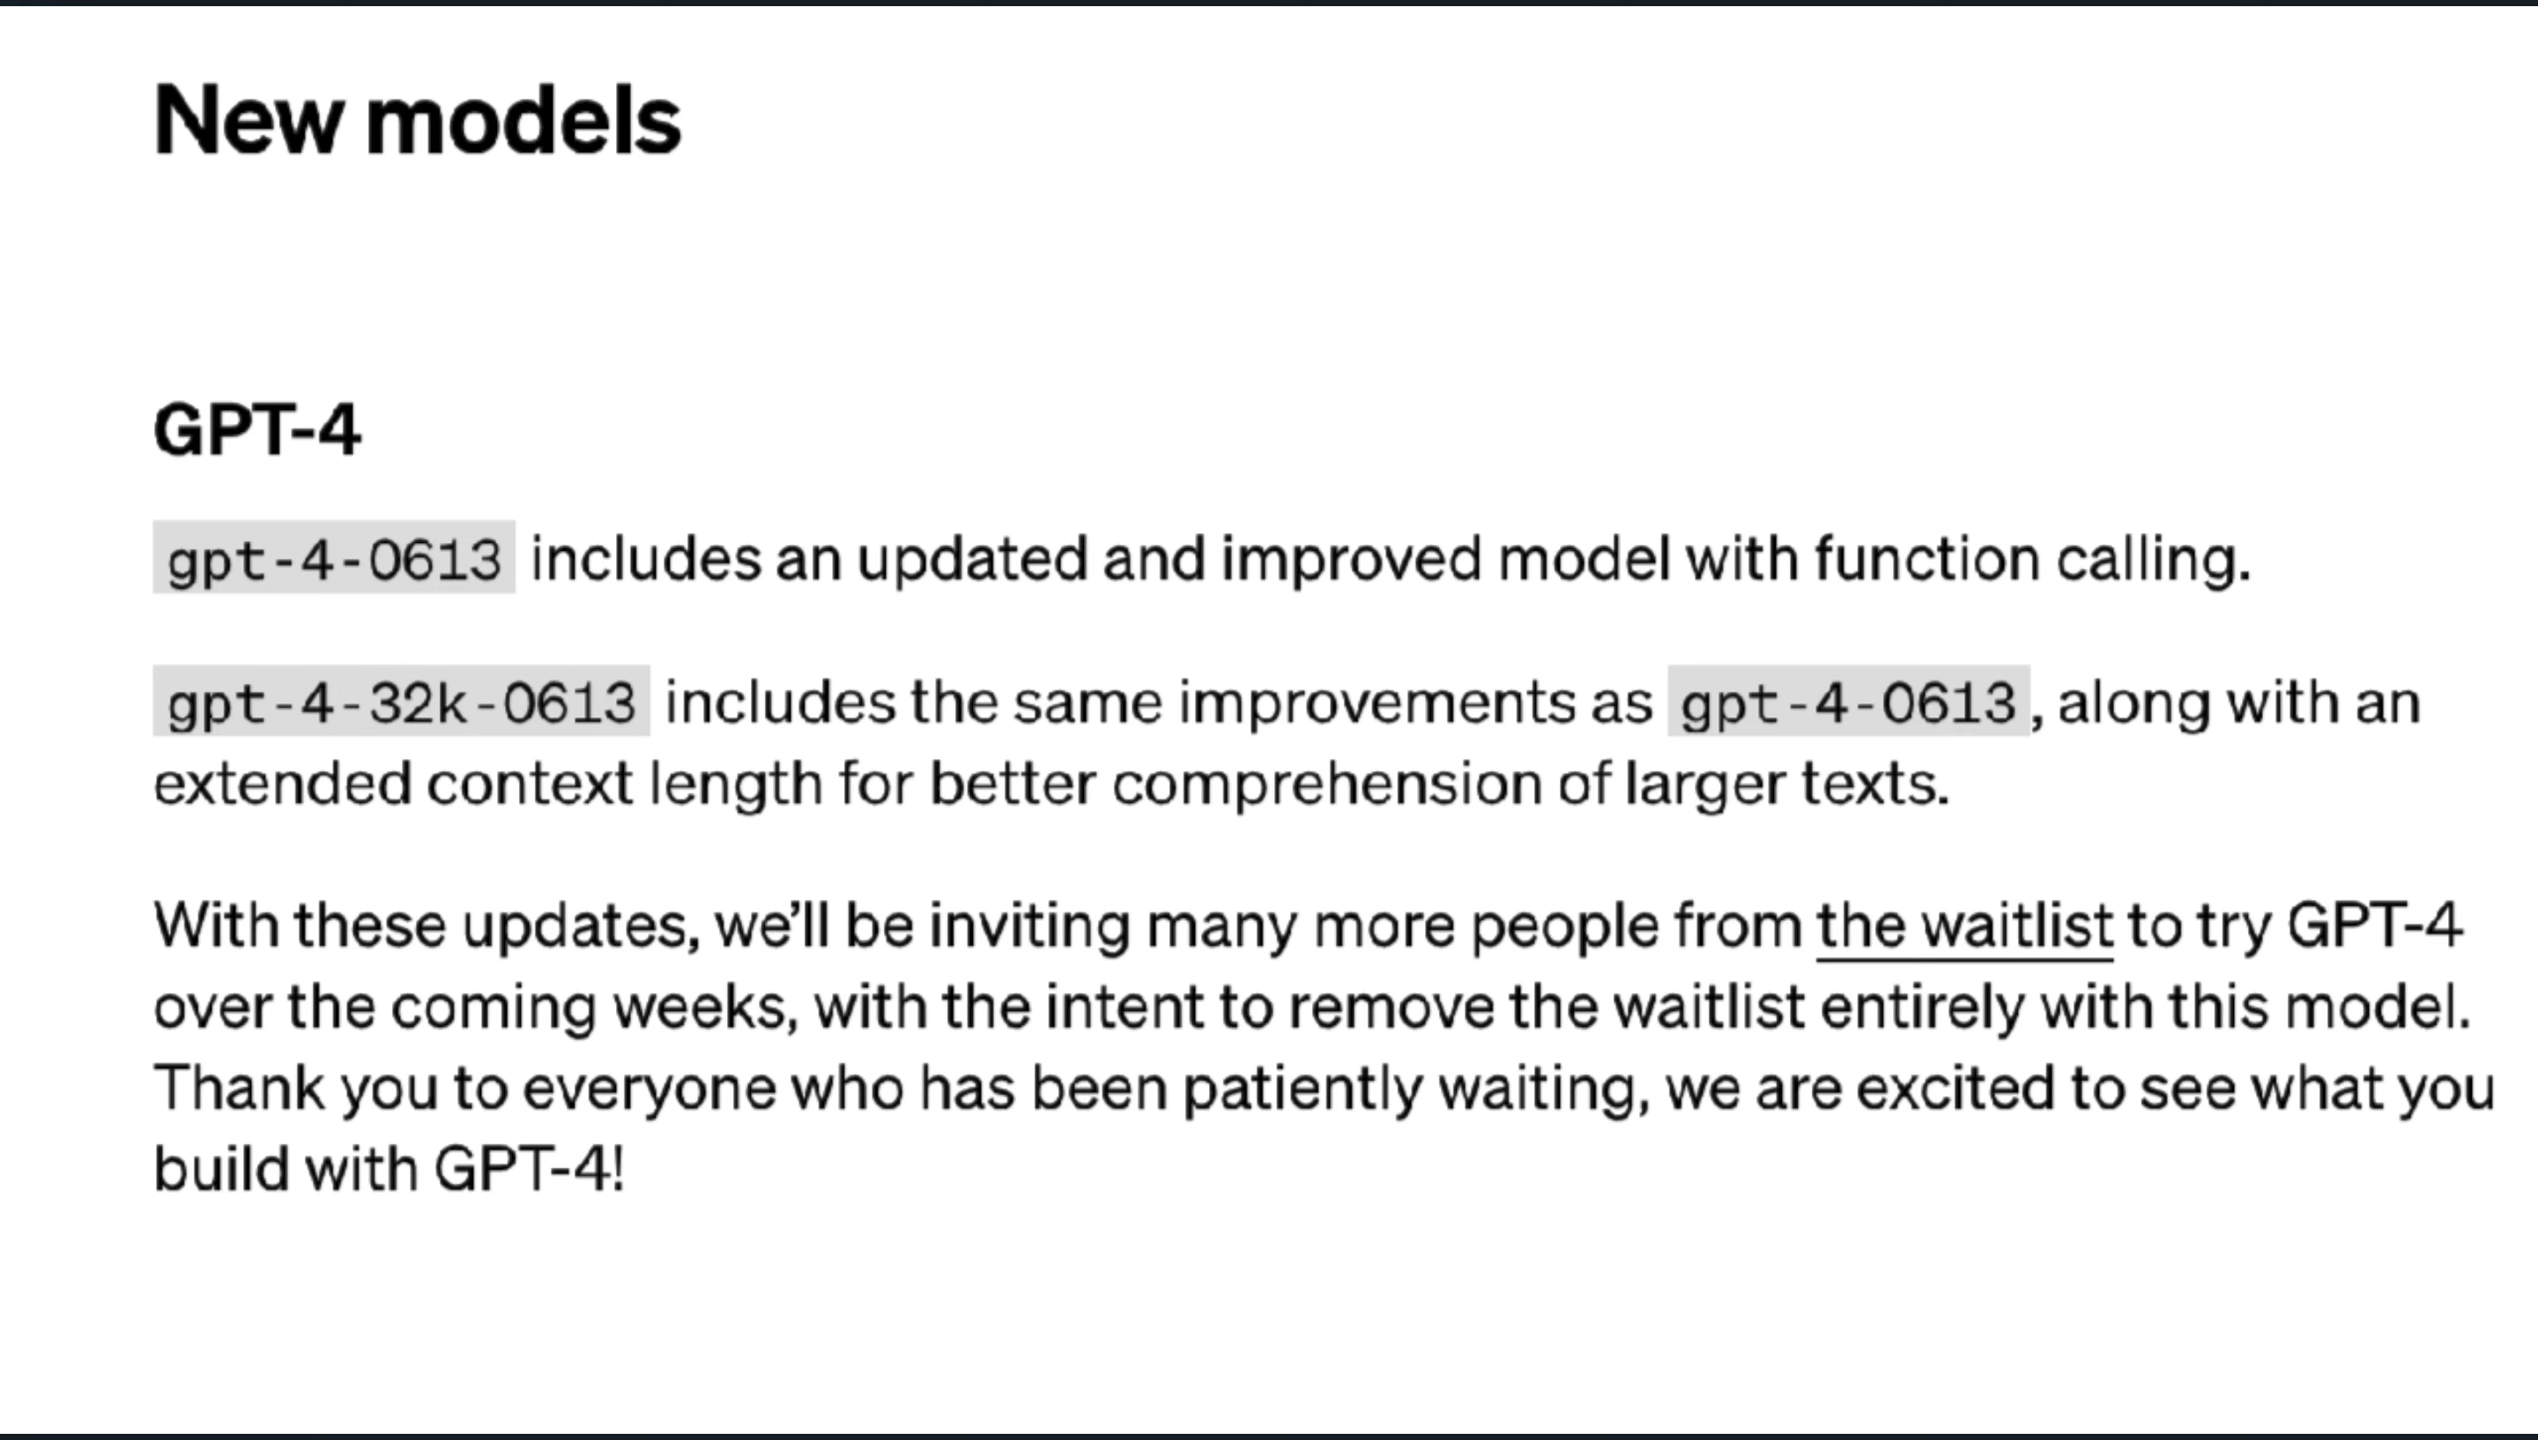 New models
GPT-4
gpt-4-0613 includes an updated and improved model with function calling.
gpt-4-32k-0613 includes the same improvements as gpt-4-0613, along with an
extended context length for better comprehension of larger texts.
With these updates, we’ll be inviting many more people from the waitlist to try GPT-4
over the coming weeks, with the intent to remove the waitlist entirely with this model.
Thank you to everyone who has been patiently waiting, we are excited to see what you
build with GPT-4!